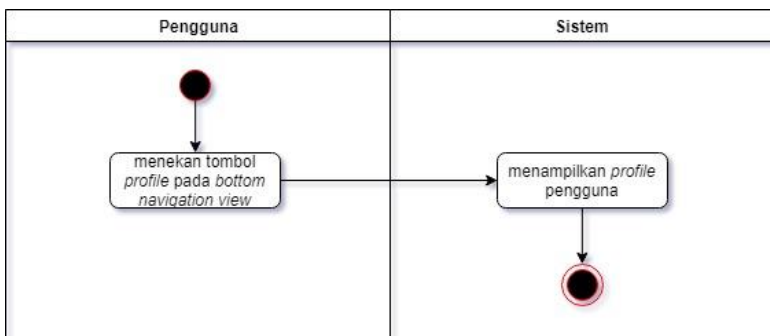 Pengguna
Sistem
menekan tombol
profile pada bottom
navigation view
menampilkan profile
pengguna